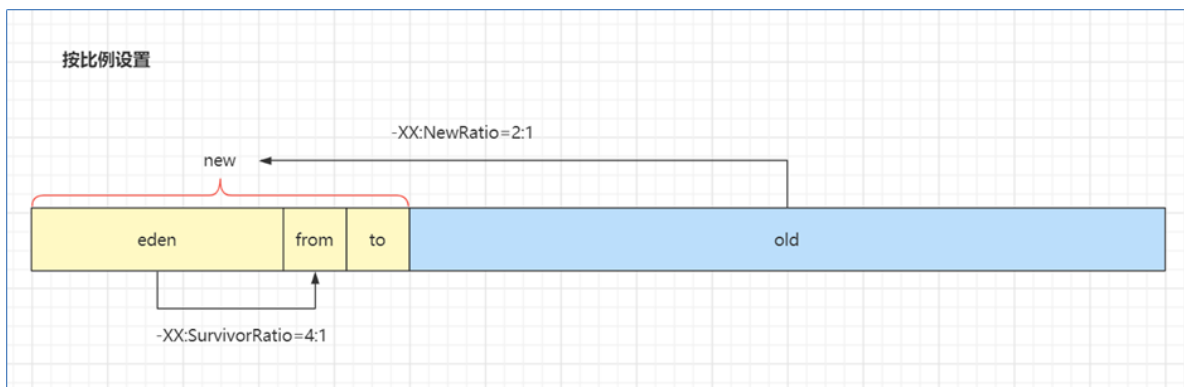 按比例设置
-XX:NewRatio=2:1
new
eden
from
to
old
-XX:SurvivorRatio=4:1